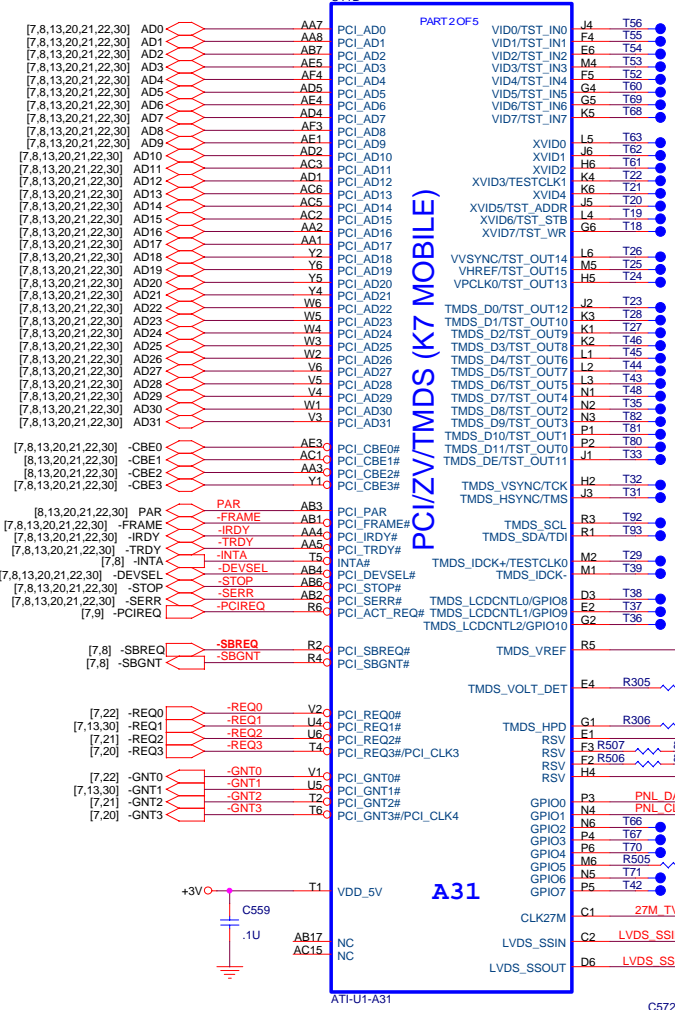 PART 2 OF 5
[7,8,13,20,21,22,30] AD0 AA7 PCI_AD0
[7,8,13,20,21,22,30] AD1 AA8 PCI_AD1
[7,8,13,20,21,22,30] AD2 AB7 PCI_AD2
[7,8,13,20,21,22,30] AD3 AE5 PCI_AD3
[7,8,13,20,21,22,30] AD4 AF4 PCI_AD4
[7,8,13,20,21,22,30] AD5 AD5 PCI_AD5
[7,8,13,20,21,22,30] AD6 AE4 PCI_AD6
[7,8,13,20,21,22,30] AD7 AD4 PCI_AD7
[7,8,13,20,21,22,30] AD8 AF3 PCI_AD8
[7,8,13,20,21,22,30] AD9 AE1 PCI_AD9
[7,8,13,20,21,22,30] AD10 AD2 PCI_AD10
[7,8,13,20,21,22,30] AD11 AC3 PCI_AD11
[7,8,13,20,21,22,30] AD12 AD1 PCI_AD12
[7,8,13,20,21,22,30] AD13 AC6 PCI_AD13
[7,8,13,20,21,22,30] AD14 AC5 PCI_AD14
[7,8,13,20,21,22,30] AD15 AC2 PCI_AD15
[7,8,13,20,21,22,30] AD16 AA2 PCI_AD16
[7,8,13,20,21,22,30] AD17 AA1 PCI_AD17
[7,8,13,20,21,22,30] AD18 Y2 PCI_AD18
[7,8,13,20,21,22,30] AD19 Y6 PCI_AD19
[7,8,13,20,21,22,30] AD20 Y5 PCI_AD20
[7,8,13,20,21,22,30] AD21 Y4 PCI_AD21
[7,8,13,20,21,22,30] AD22 W6 PCI_AD22
[7,8,13,20,21,22,30] AD23 W5 PCI_AD23
[7,8,13,20,21,22,30] AD24 W4 PCI_AD24
[7,8,13,20,21,22,30] AD25 W3 PCI_AD25
[7,8,13,20,21,22,30] AD26 W2 PCI_AD26
[7,8,13,20,21,22,30] AD27 V6 PCI_AD27
[7,8,13,20,21,22,30] AD28 V5 PCI_AD28
[7,8,13,20,21,22,30] AD29 V4 PCI_AD29
[7,8,13,20,21,22,30] AD30 W1 PCI_AD30
[7,8,13,20,21,22,30] AD31 V3 PCI_AD31
[7,8,13,20,21,22,30] -CBE0 AE3 PCI_CBE0#
[8,13,20,21,22,30] -CBE1 AC1 PCI_CBE1#
[8,13,20,21,22,30] -CBE2 AA3 PCI_CBE2#
[7,8,13,20,21,22,30] -CBE3 Y1 PCI_CBE3#
[8,13,20,21,22,30] PAR PAR AB3 PCI_PAR
[7,8,13,20,21,22,30] -FRAME -FRAME AB1 PCI_FRAME#
[7,8,13,20,21,22,30] -IRDY -IRDY AA4 PCI_IRDY#
[7,8,13,20,21,22,30] -TRDY -TRDY AA5 PCI_TRDY#
[7,8] -INTA -INTA T5 INTA#
[7,8,13,20,21,22,30] -DEVSEL -DEVSEL AB4 PCI_DEVSEL#
[7,8,13,20,21,22,30] -STOP -STOP AB6 PCI_STOP#
[7,8,13,20,21,22,30] -SERR -SERR AB2 PCI_SERR#
[7,9] -PCIREQ -PCIREQ R6 PCI_ACT_REQ#
[7,8] -SBREQ -SBREQ R2 PCI_SBREQ#
[7,8] -SBGNT -SBGNT R4 PCI_SBGNT#
[7,22] -REQ0 -REQ0 V2 PCI_REQ0#
[7,13,30] -REQ1 -REQ1 U4 PCI_REQ1#
[7,21] -REQ2 -REQ2 U6 PCI_REQ2#
[7,20] -REQ3 -REQ3 T4 PCI_REQ3#/PCI_CLK3
[7,22] -GNT0 -GNT0 V1 PCI_GNT0#
[7,13,30] -GNT1 -GNT1 U5 PCI_GNT1#
[7,21] -GNT2 -GNT2 T2 PCI_GNT2#
[7,20] -GNT3 -GNT3 T6 PCI_GNT3#/PCI_CLK4
+3V T1 VDD_5V
C559
.1U
AB17 NC
AC15 NC
PCI/ZV/TMDS (K7 MOBILE)
A31
VID0/TST_IN0 J4 T56
VID1/TST_IN1 F4 T55
VID2/TST_IN2 E6 T54
VID3/TST_IN3 M4 T53
VID4/TST_IN4 F5 T52
VID5/TST_IN5 G4 T60
VID6/TST_IN6 G5 T69
VID7/TST_IN7 K5 T68
XVID0 L5 T63
XVID1 J6 T62
XVID2 H6 T61
XVID3/TESTCLK1 K4 T22
XVID4 K6 T21
XVID5/TST_ADDR J5 T20
XVID6/TST_STB L4 T19
XVID7/TST_WR G6 T18
VVSYNC/TST_OUT14 L6 T26
VHREF/TST_OUT15 M5 T25
VPCLK0/TST_OUT13 H5 T24
TMDS_D0/TST_OUT12 J2 T23
TMDS_D1/TST_OUT10 K3 T28
TMDS_D2/TST_OUT9 K1 T27
TMDS_D3/TST_OUT8 K2 T46
TMDS_D4/TST_OUT6 L1 T45
TMDS_D5/TST_OUT7 L2 T44
TMDS_D6/TST_OUT5 L3 T43
TMDS_D7/TST_OUT4 N1 T48
TMDS_D8/TST_OUT2 N2 T35
TMDS_D9/TST_OUT3 N3 T82
TMDS_D10/TST_OUT1 P1 T81
TMDS_D11/TST_OUT0 P2 T80
TMDS_DE/TST_OUT11 J1 T33
TMDS_VSYNC/TCK H2 T32
TMDS_HSYNC/TMS J3 T31
TMDS_SCL R3 T92
TMDS_SDA/TDI R1 T93
TMDS_IDCK+/TESTCLK0 M2 T29
TMDS_IDCK- M1 T39
TMDS_LCDCNTL0/GPIO8 D3 T38
TMDS_LCDCNTL1/GPIO9 E2 T37
TMDS_LCDCNTL2/GPIO10 G2 T36
TMDS_VREF R5
TMDS_VOLT_DET E4 R305
TMDS_HPD G1 R306
RSV E1
RSV F3 R507
RSV F2 R506
RSV H4
GPIO0 P3 PNL_DA
GPIO1 N4 PNL_CL
GPIO2 N6 T66
GPIO3 P4 T67
GPIO4 P6 T70
GPIO5 M6 R505
GPIO6 N5 T71
GPIO7 P5 T42
CLK27M C1 27M_TV
LVDS_SSIN C2 LVDS_SSI
LVDS_SSOUT D6 LVDS_SS
ATI-U1-A31
C572